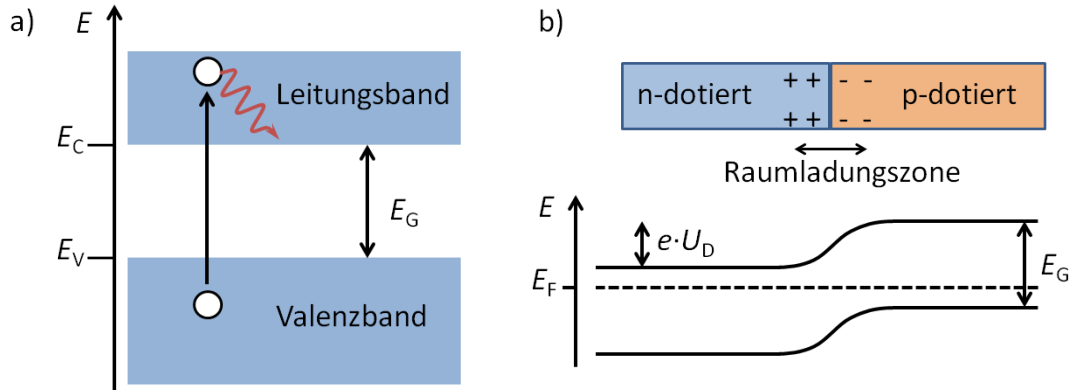 a)
E
Leitungsband
E_C
E_G
E_V
Valenzband
b)
n-dotiert ++ -- p-dotiert
++ --
Raumladungszone
E
e·U_D
E_F
E_G